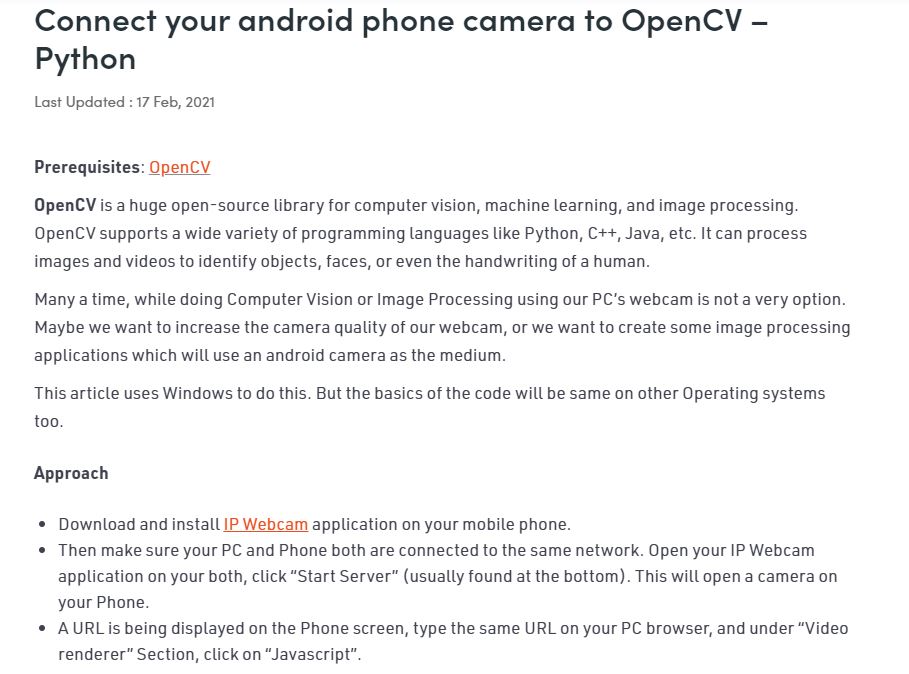 Connect your android phone camera to OpenCV –
Python
Last Updated : 17 Feb, 2021
Prerequisites: OpenCV
OpenCV is a huge open-source library for computer vision, machine learning, and image processing.
OpenCV supports a wide variety of programming languages like Python, C++, Java, etc. It can process
images and videos to identify objects, faces, or even the handwriting of a human.
Many a time, while doing Computer Vision or Image Processing using our PC’s webcam is not a very option.
Maybe we want to increase the camera quality of our webcam, or we want to create some image processing
applications which will use an android camera as the medium.
This article uses Windows to do this. But the basics of the code will be same on other Operating systems
too.
Approach
• Download and install IP Webcam application on your mobile phone.
• Then make sure your PC and Phone both are connected to the same network. Open your IP Webcam
application on your both, click “Start Server” (usually found at the bottom). This will open a camera on
your Phone.
• A URL is being displayed on the Phone screen, type the same URL on your PC browser, and under “Video
renderer” Section, click on “Javascript”.